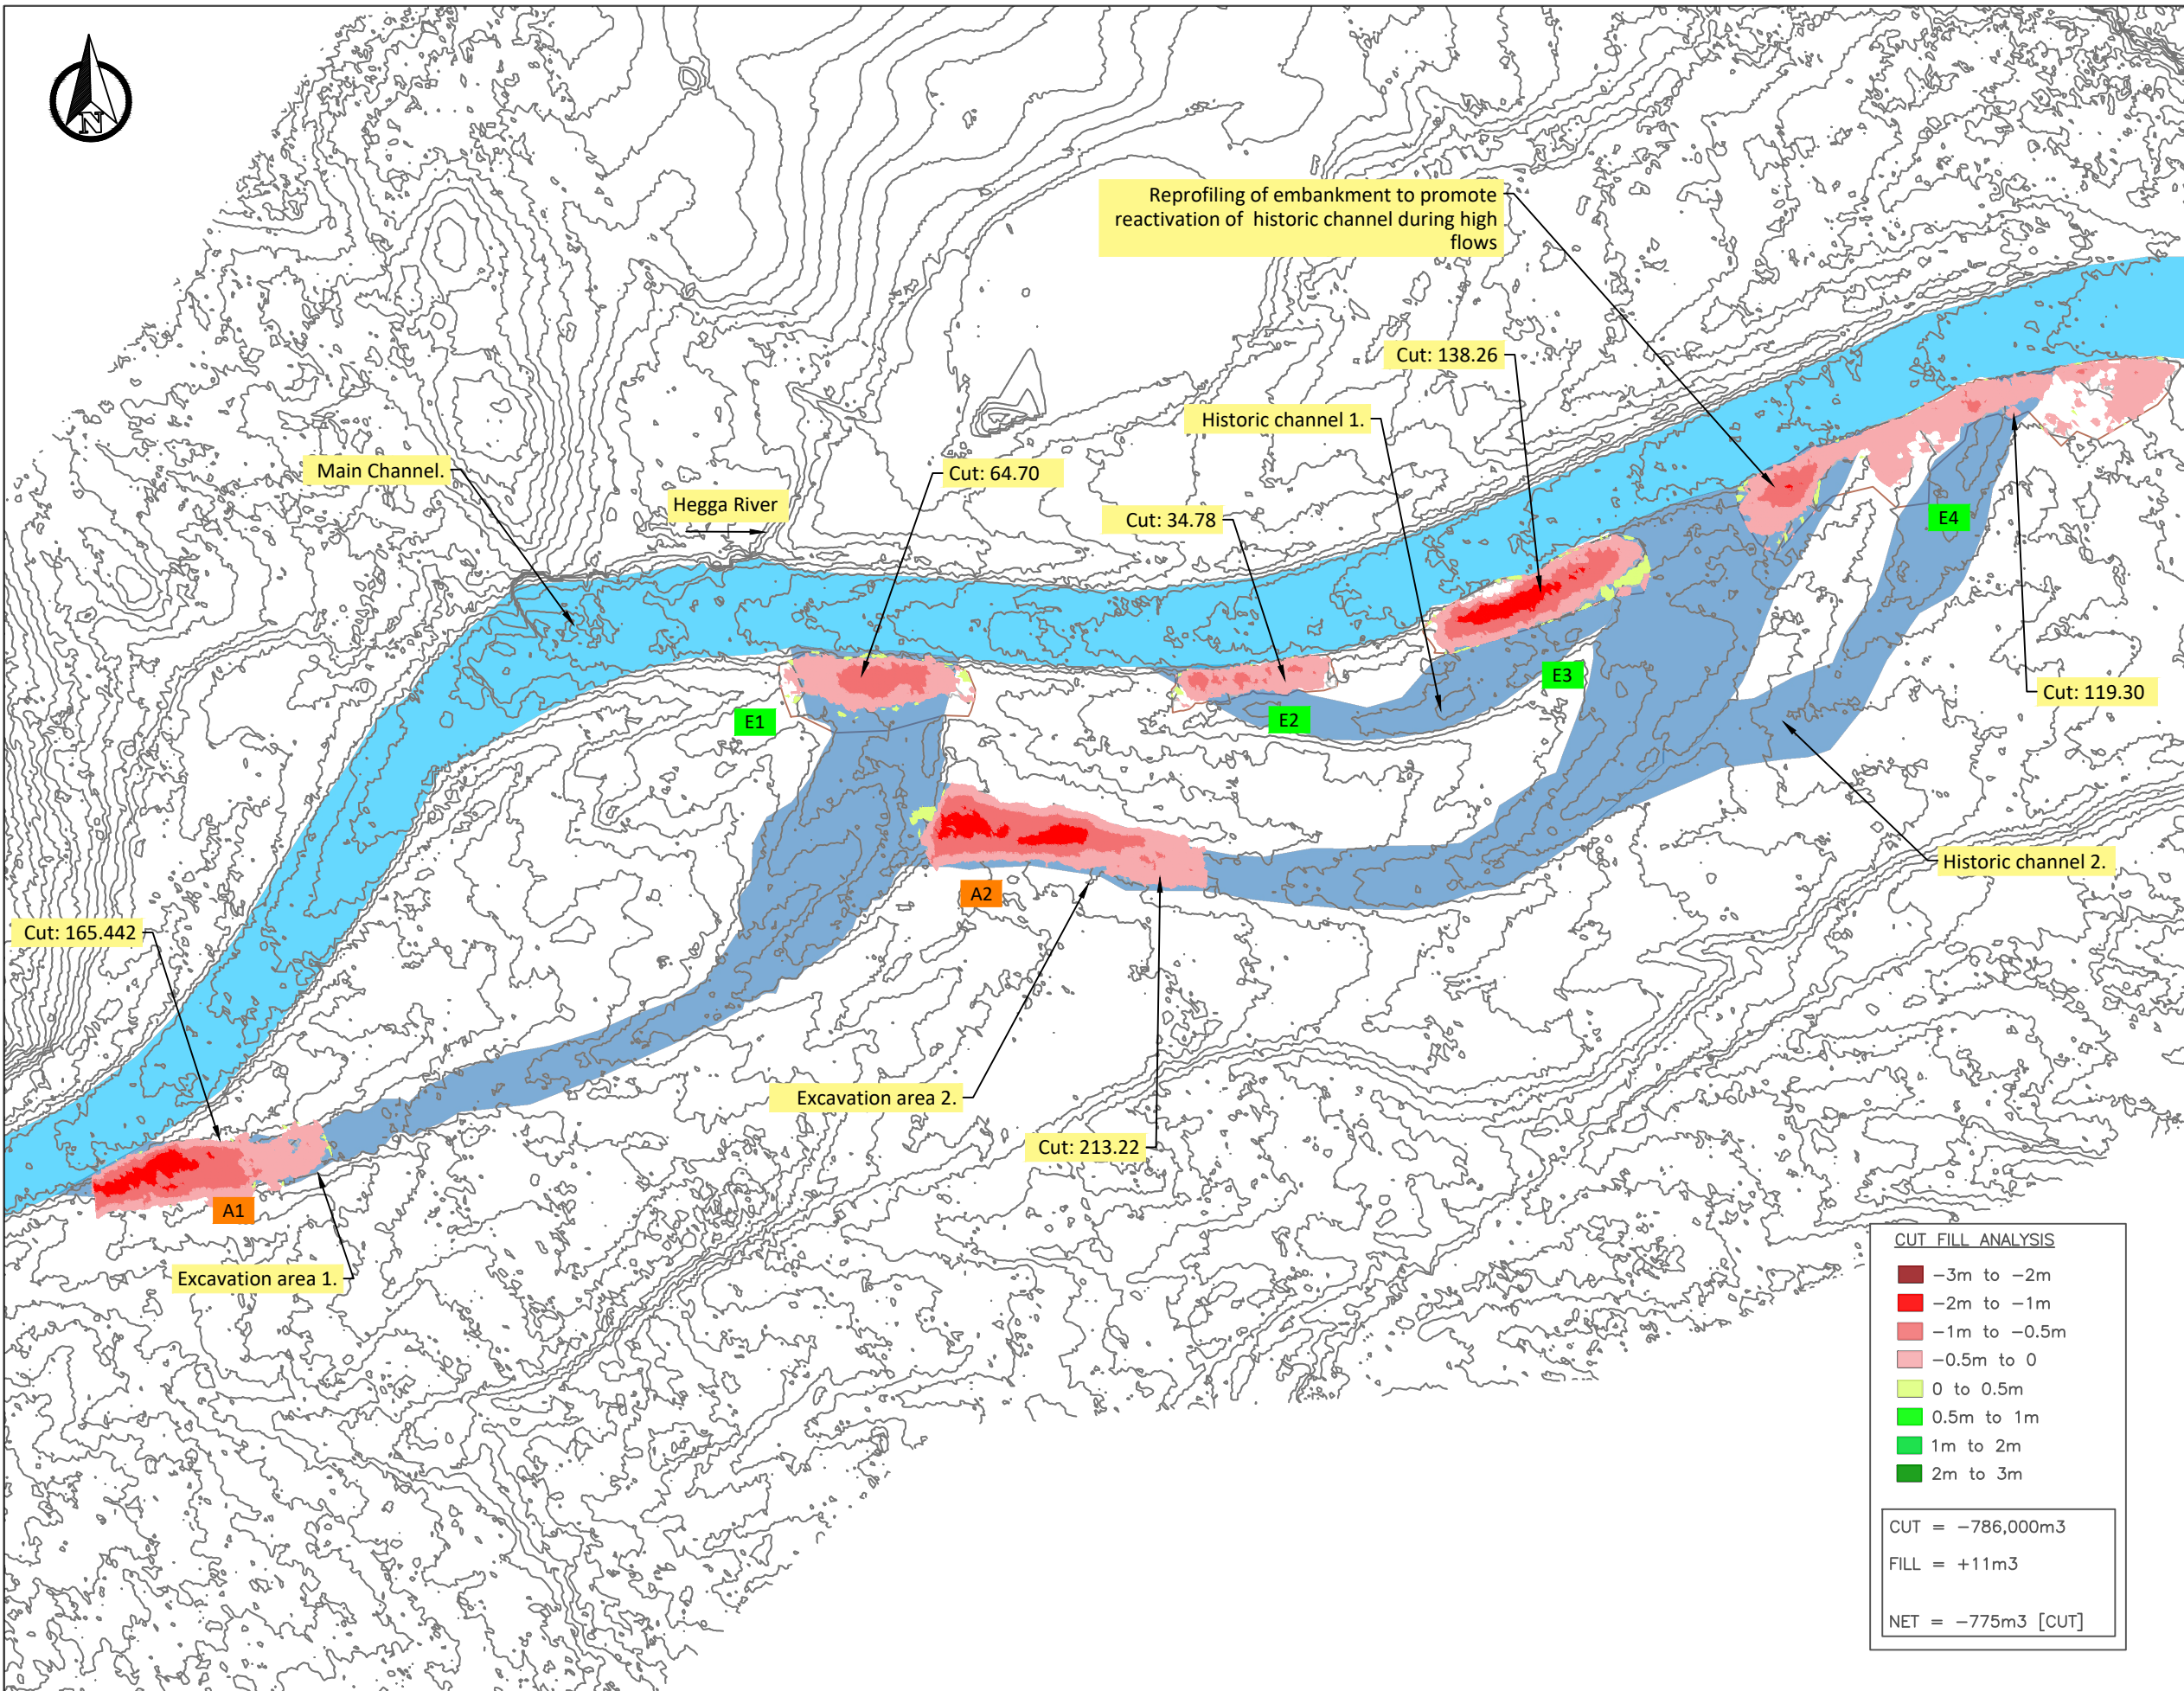 N
Reprofiling of embankment to promote
reactivation of historic channel during high
flows
Cut: 138.26
Historic channel 1.
Main Channel.
Cut: 64.70
Hegga River
Cut: 34.78
E4
E3
Cut: 119.30
E1
E2
Historic channel 2.
A2
Cut: 165.442
Excavation area 2.
Cut: 213.22
A1
Excavation area 1.
CUT FILL ANALYSIS
-3m to -2m
-2m to -1m
-1m to -0.5m
-0.5m to 0
0 to 0.5m
0.5m to 1m
1m to 2m
2m to 3m
CUT = -786,000m3
FILL = +11m3
NET = -775m3 [CUT]